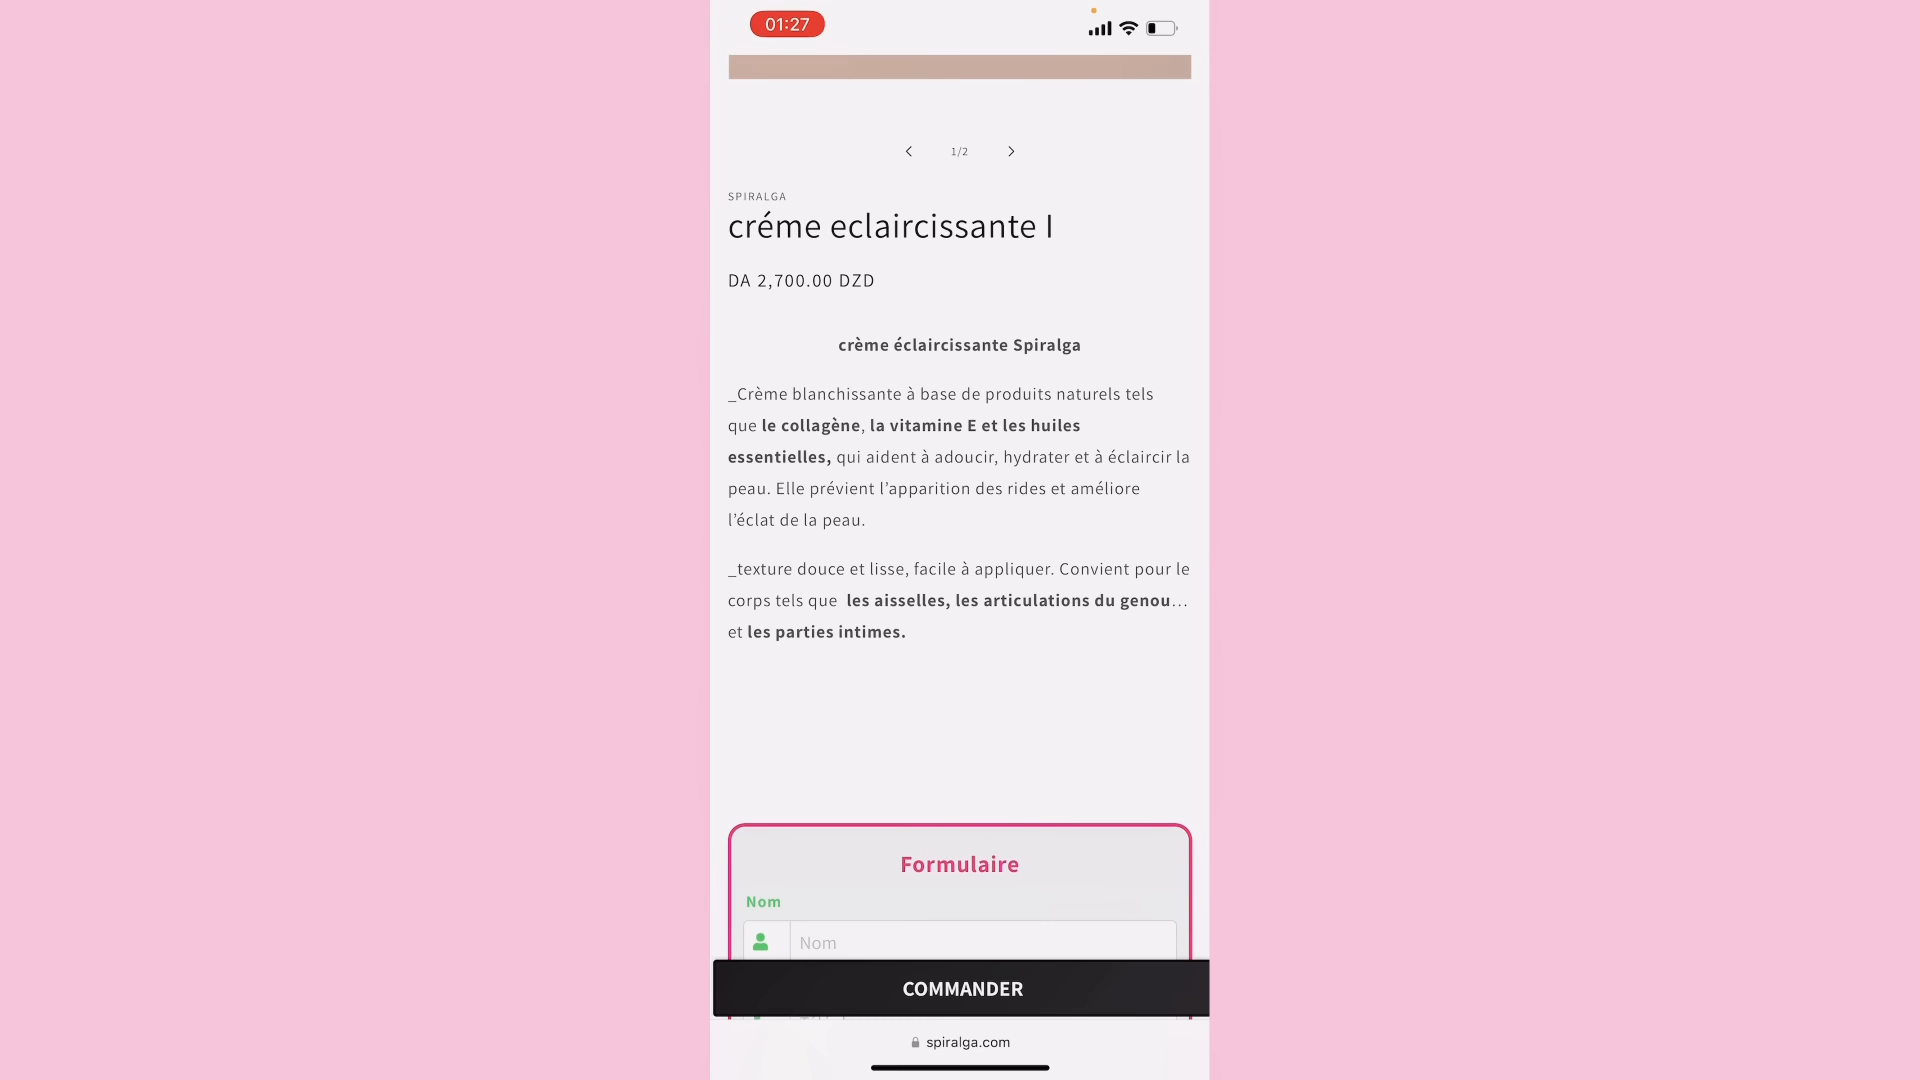 01:27
1/2
SPIRALGA
créme eclaircissante I
DA 2,700.00 DZD
crème éclaircissante Spiralga
_Crème blanchissante à base de produits naturels tels
que le collagène, la vitamine E et les huiles
essentielles, qui aident à adoucir, hydrater et à éclaircir la
peau. Elle prévient l’apparition des rides et améliore
l’éclat de la peau.
_texture douce et lisse, facile à appliquer. Convient pour le
corps tels que les aisselles, les articulations du genou...
et les parties intimes.
Formulaire
Nom
Nom
COMMANDER
spiralga.com